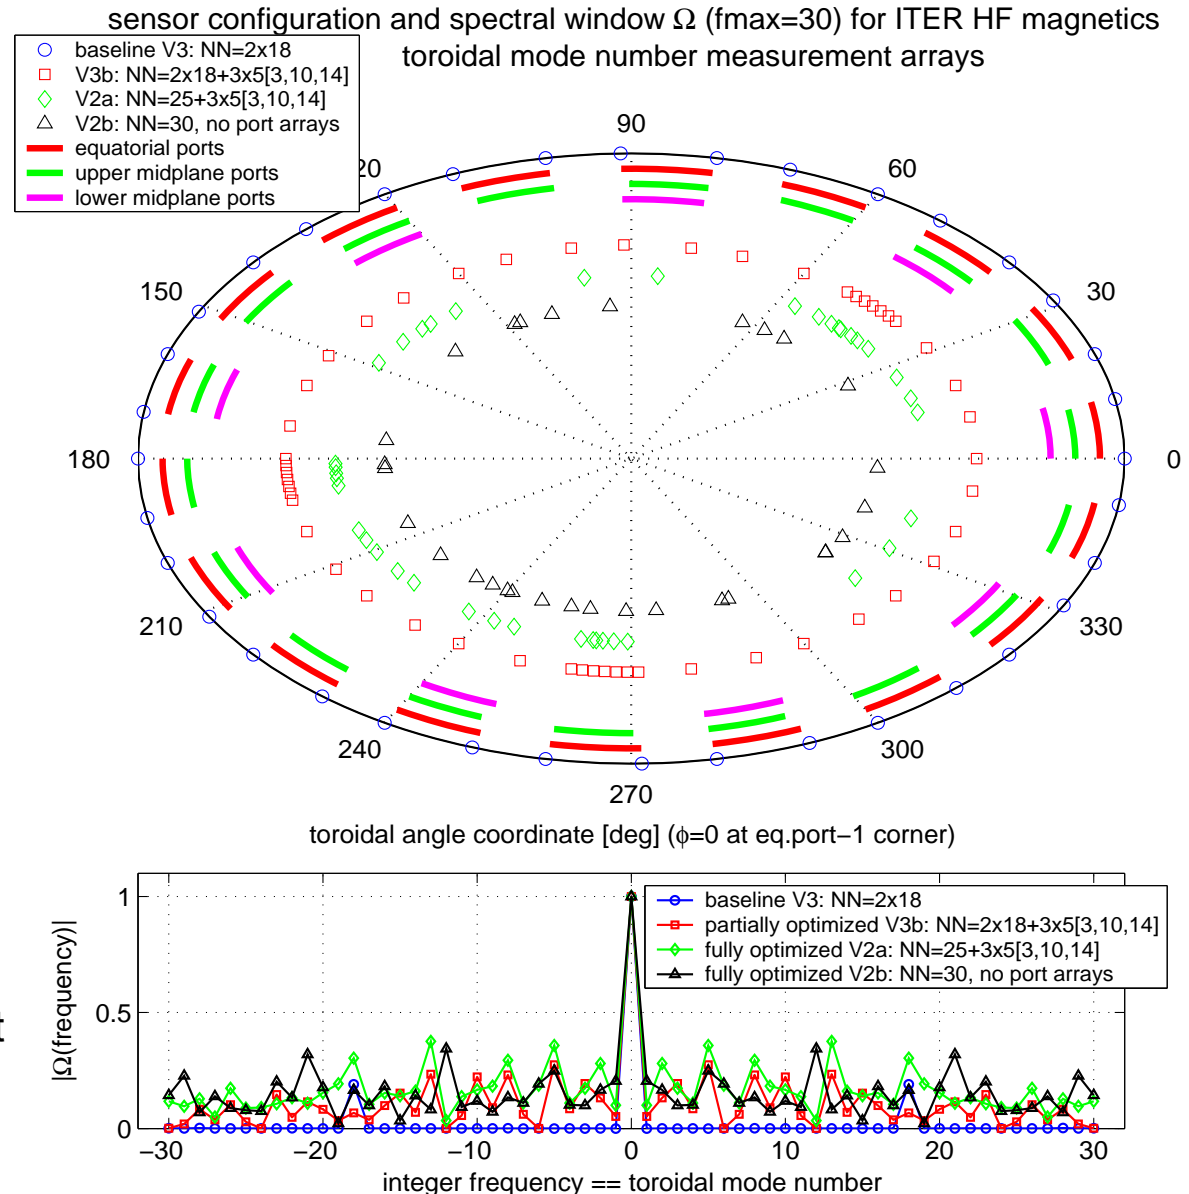 sensor configuration and spectral window Ω (fmax=30) for ITER HF magnetics
toroidal mode number measurement arrays
baseline V3: NN=2x18
V3b: NN=2x18+3x5[3,10,14]
V2a: NN=25+3x5[3,10,14]
V2b: NN=30, no port arrays
equatorial ports
upper midplane ports
lower midplane ports
90
20
60
150
30
180
0
210
330
240
300
270
toroidal angle coordinate [deg] (ϕ=0 at eq.port−1 corner)
baseline V3: NN=2x18
partially optimized V3b: NN=2x18+3x5[3,10,14]
fully optimized V2a: NN=25+3x5[3,10,14]
fully optimized V2b: NN=30, no port arrays
|Ω(frequency)|
1
0.5
0
−30
−20
−10
0
10
20
30
integer frequency == toroidal mode number